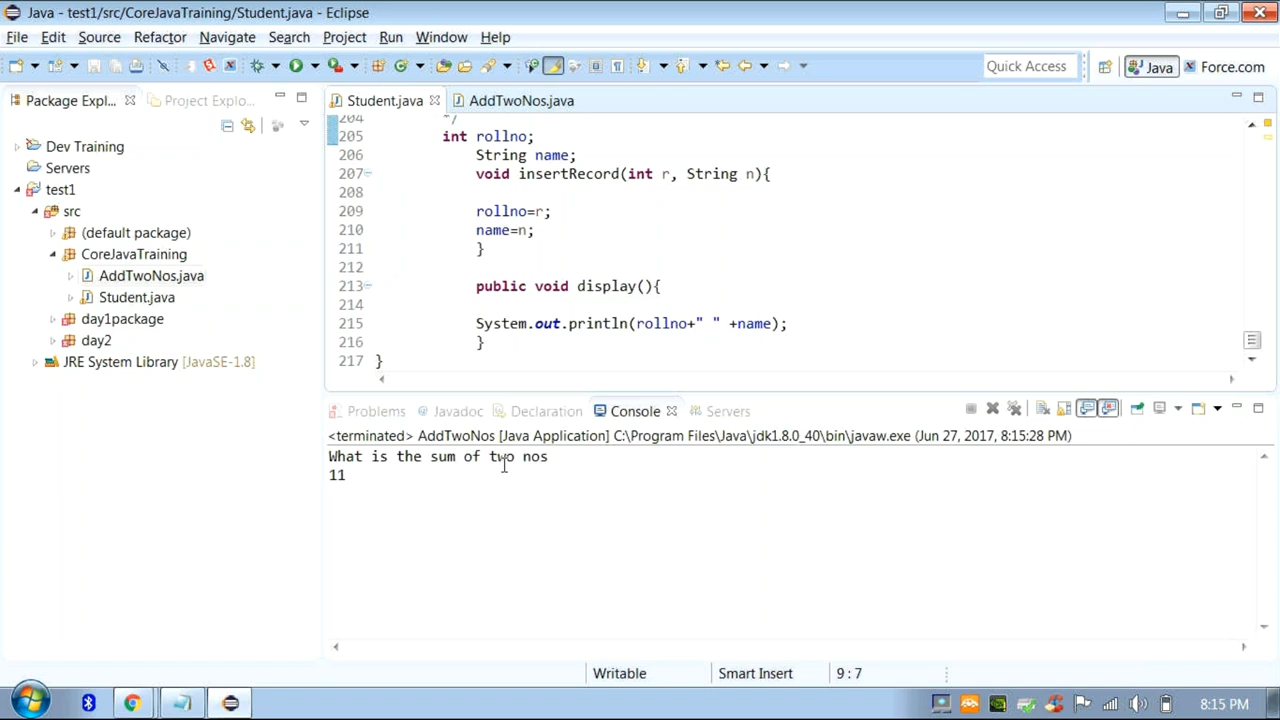 Java - test1/src/CoreJavaTraining/Student.java - Eclipse
File Edit Source Refactor Navigate Search Project Run Window Help
Quick Access Java Force.com
Package Expl... Project Explo...
Student.java AddTwoNos.java
Dev Training
Servers
test1
src
(default package)
CoreJavaTraining
AddTwoNos.java
Student.java
day1package
day2
JRE System Library [JavaSE-1.8]
204 */
205 int rollno;
206 String name;
207 void insertRecord(int r, String n){
208
209 rollno=r;
210 name=n;
211 }
212
213 public void display(){
214
215 System.out.println(rollno+" " +name);
216 }
217 }
Problems @ Javadoc Declaration Console Servers
<terminated> AddTwoNos [Java Application] C:\Program Files\Java\jdk1.8.0_40\bin\javaw.exe (Jun 27, 2017, 8:15:28 PM)
What is the sum of two nos
11
Writable Smart Insert 9 : 7
8:15 PM